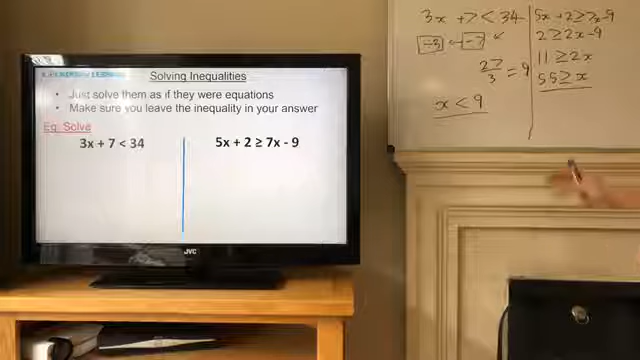 Solving Inequalities
• Just solve them as if they were equations
• Make sure you leave the inequality in your answer
Eg. Solve
3x + 7 < 34
5x + 2 ≥ 7x - 9
JVC
3x +7 < 34
-7
÷3
27/3 = 9
x < 9
5x + 2 ≥ 7x - 9
2 ≥ 2x - 9
11 ≥ 2x
5.5 ≥ x